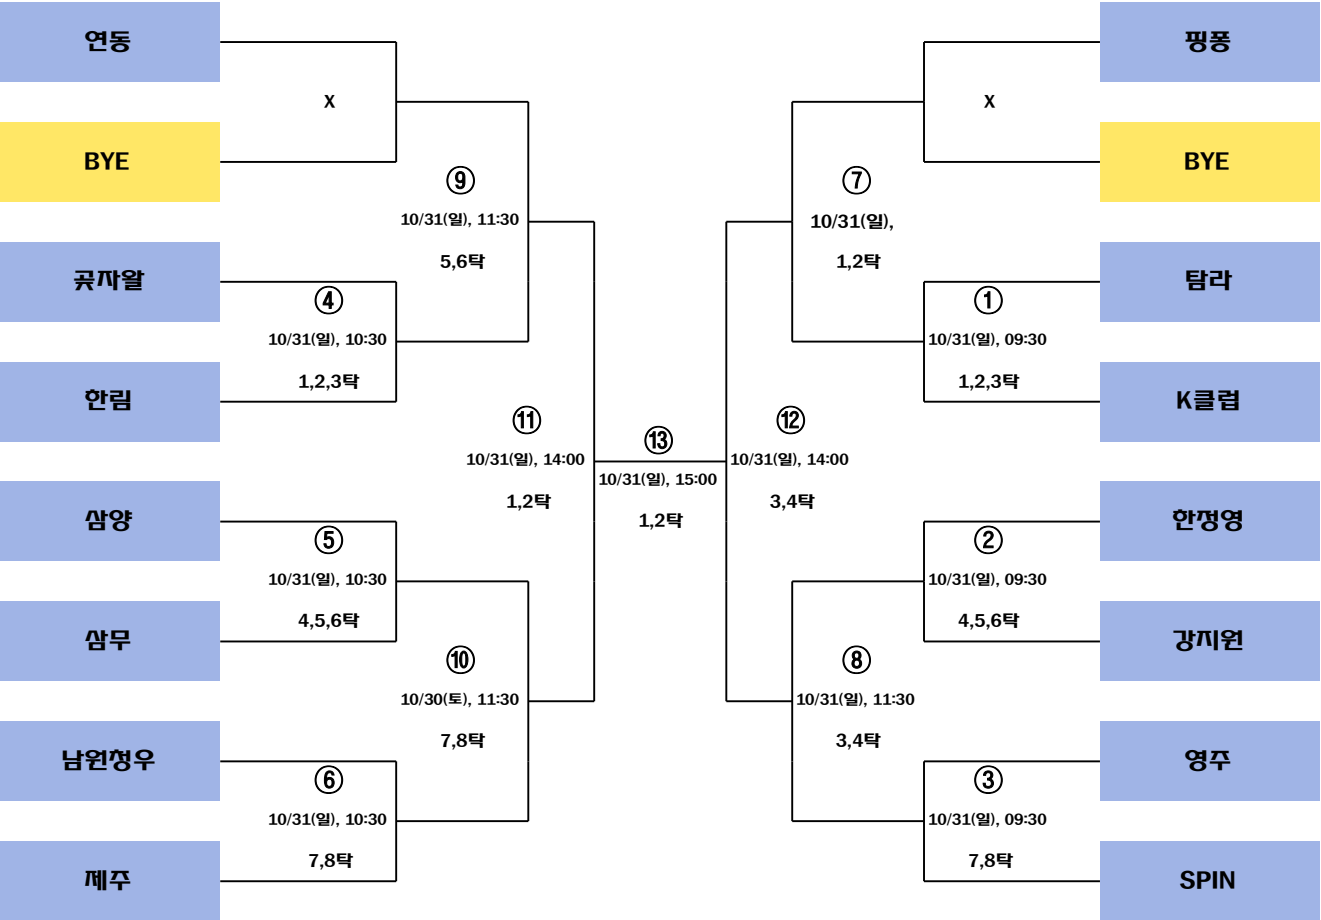 연동
x
BYE
⑨
10/31(일), 11:30
5,6탁
곶자왈
④
10/31(일), 10:30
1,2,3탁
한림
⑪
10/31(일), 14:00
1,2탁
삼양
⑤
10/31(일), 10:30
4,5,6탁
삼무
⑩
10/30(토), 11:30
7,8탁
남원청우
⑥
10/31(일), 10:30
7,8탁
제주
⑬
10/31(일), 15:00
1,2탁
핑퐁
x
BYE
⑦
10/31(일),
1,2탁
탐라
①
10/31(일), 09:30
1,2,3탁
K클럽
⑫
10/31(일), 14:00
3,4탁
한정영
②
10/31(일), 09:30
4,5,6탁
강지원
⑧
10/31(일), 11:30
3,4탁
영주
③
10/31(일), 09:30
7,8탁
SPIN